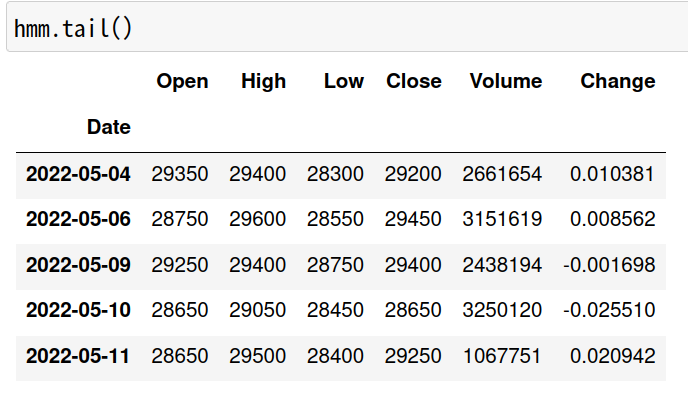 hmm.tail()
Open High Low Close Volume Change
Date
2022-05-04 29350 29400 28300 29200 2661654 0.010381
2022-05-06 28750 29600 28550 29450 3151619 0.008562
2022-05-09 29250 29400 28750 29400 2438194 -0.001698
2022-05-10 28650 29050 28450 28650 3250120 -0.025510
2022-05-11 28650 29500 28400 29250 1067751 0.020942